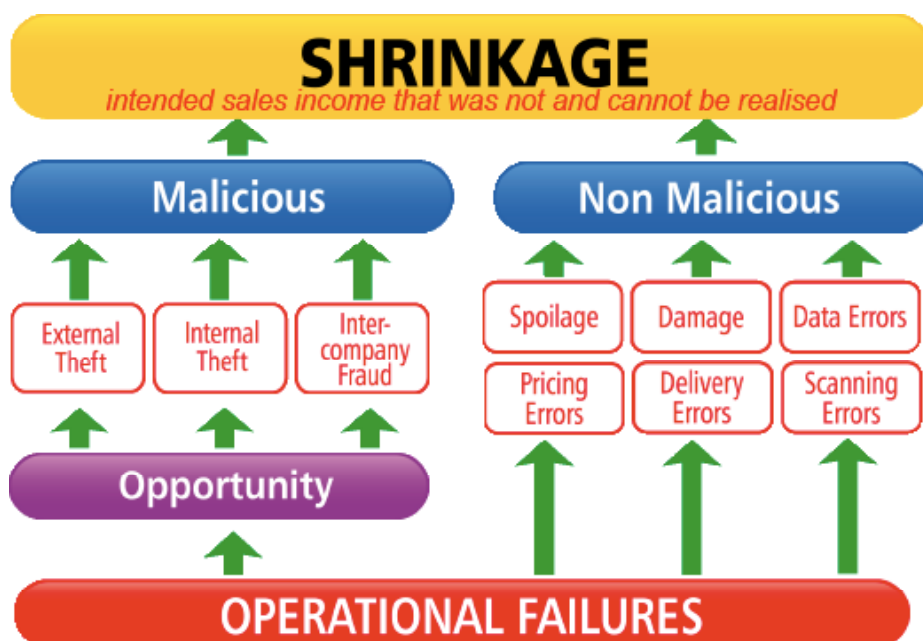 SHRINKAGE
intended sales income that was not and cannot be realised
Malicious
Non Malicious
External
Theft
Internal
Theft
Inter-
company
Fraud
Spoilage
Damage
Data Errors
Pricing
Errors
Delivery
Errors
Scanning
Errors
Opportunity
OPERATIONAL FAILURES